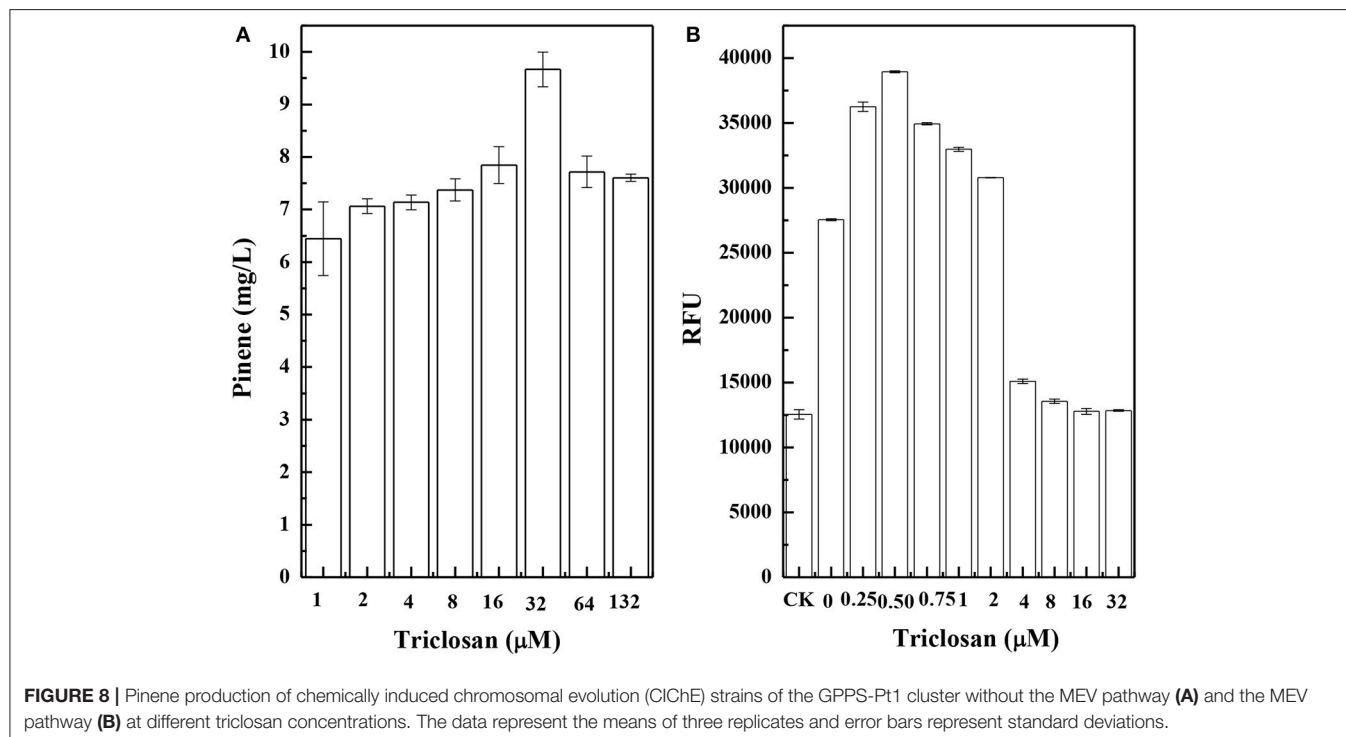 A
10
9
8
7
6
5
4
3
2
1
0
Pinene (mg/L)
1 2 4 8 16 32 64 132
Triclosan (μM)
B
40000
35000
30000
25000
20000
15000
10000
5000
0
RFU
CK 0 0.25 0.50 0.75 1 2 4 8 16 32
Triclosan (μM)
FIGURE 8 | Pinene production of chemically induced chromosomal evolution (CIChE) strains of the GPPS-Pt1 cluster without the MEV pathway (A) and the MEV
pathway (B) at different triclosan concentrations. The data represent the means of three replicates and error bars represent standard deviations.